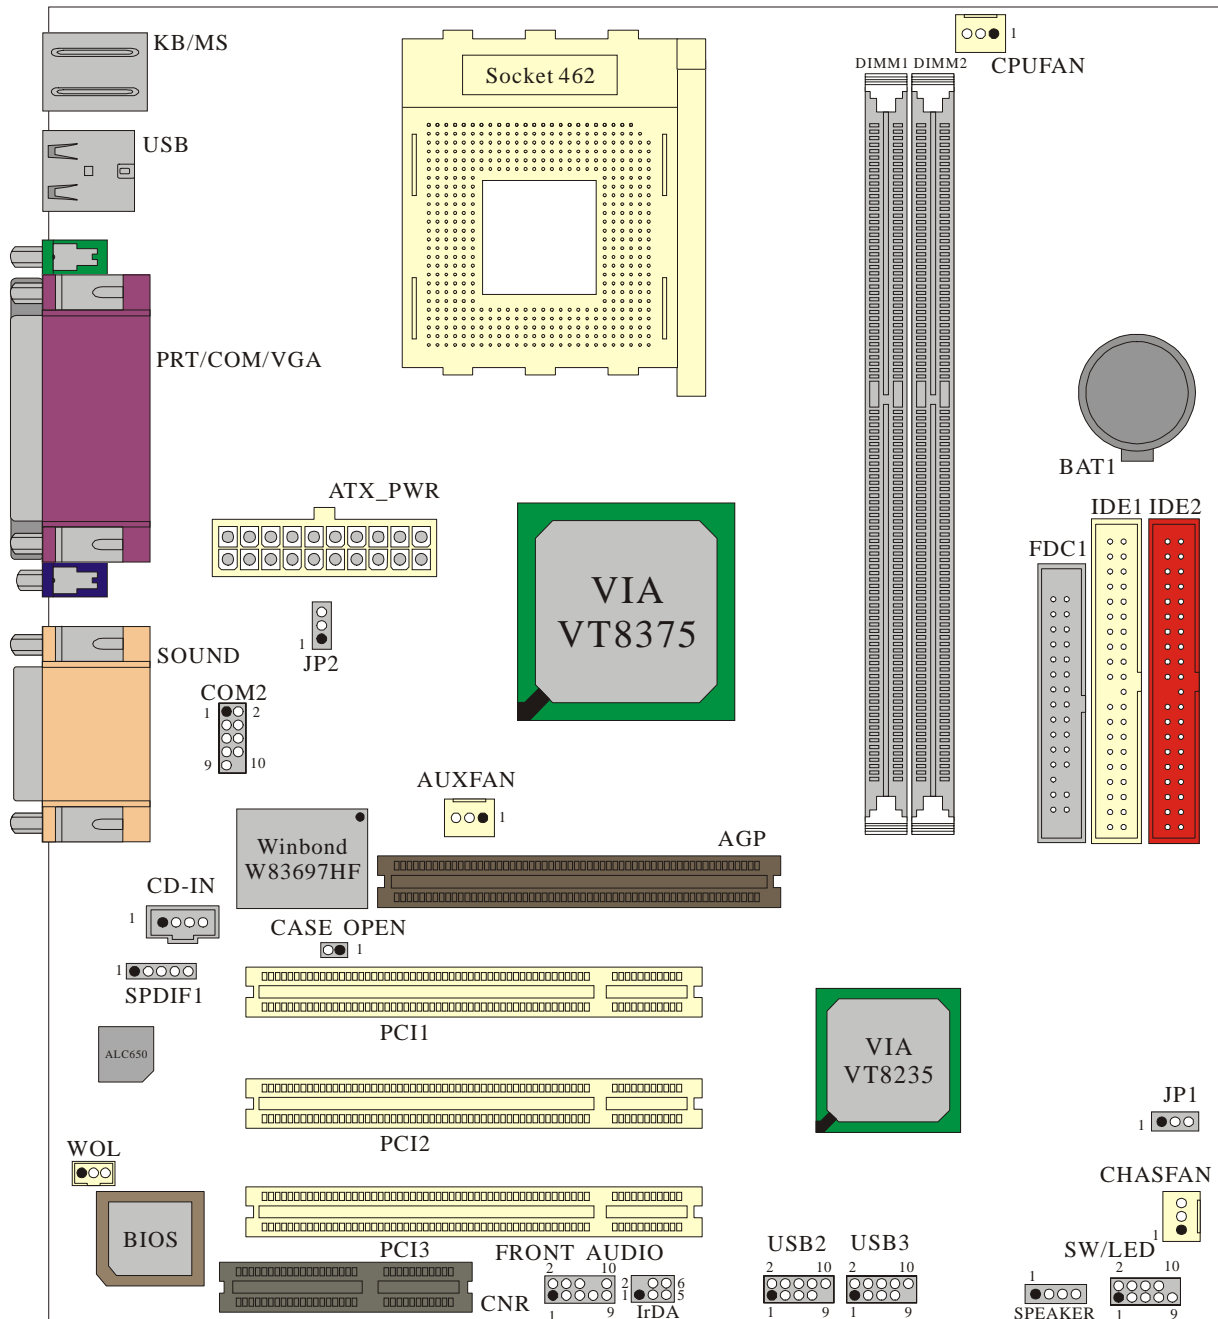 KB/MS
Socket 462
1
CPUFAN
DIMM1 DIMM2
USB
PRT/COM/VGA
BAT1
ATX_PWR
IDE1 IDE2
FDC1
VIA
VT8375
1
JP2
SOUND
COM2
1 2
9 10
AUXFAN
1
Winbond
W83697HF
AGP
CD-IN
1
CASE OPEN
1
1
SPDIF1
PCI1
ALC650
VIA
VT8235
PCI2
JP1
1
WOL
CHASFAN
1
BIOS
PCI3
FRONT AUDIO
2 10
1 9
CNR
2 6
1 5
IrDA
USB2
2 10
1 9
USB3
2 10
1 9
1
SPEAKER
SW/LED
2 10
1 9